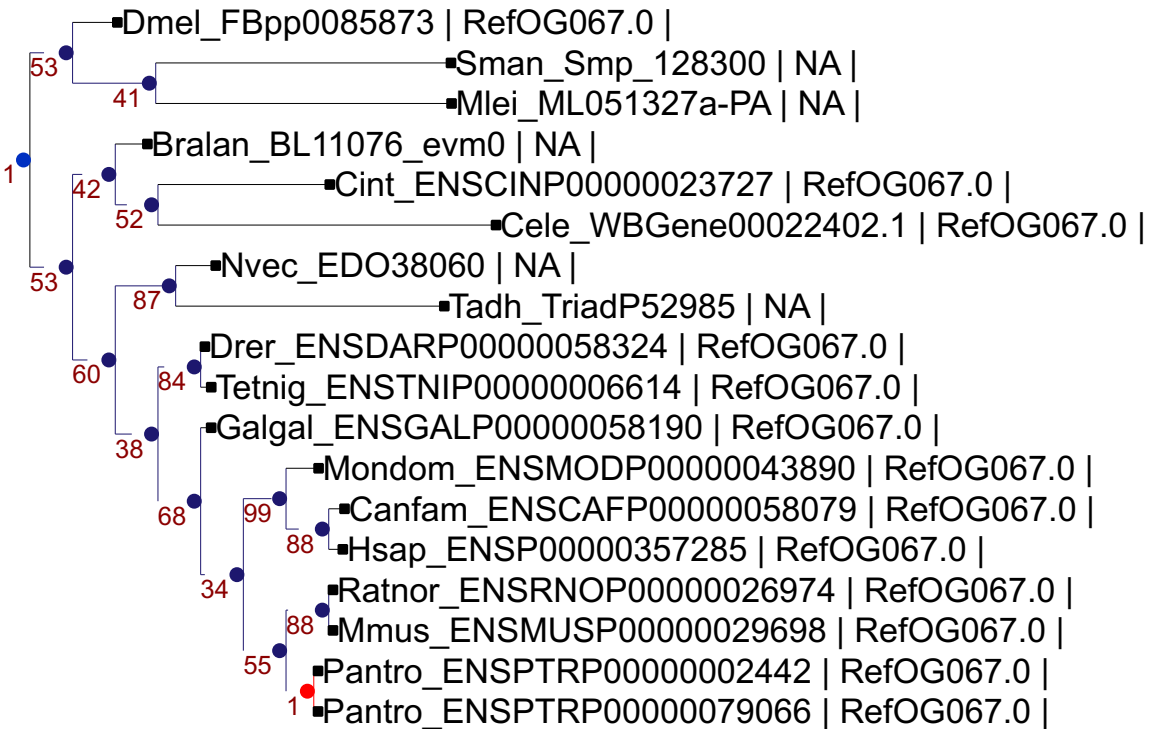 Dmel_FBpp0085873 | RefOG067.0 |
53
Sman_Smp_128300 | NA |
41
Mlei_ML051327a-PA | NA |
Bralan_BL11076_evm0 | NA |
1
42
Cint_ENSCINP00000023727 | RefOG067.0 |
52
Cele_WBGene00022402.1 | RefOG067.0 |
Nvec_EDO38060 | NA |
53
87
Tadh_TriadP52985 | NA |
Drer_ENSDARP00000058324 | RefOG067.0 |
60
84
Tetnig_ENSTNIP00000006614 | RefOG067.0 |
Galgal_ENSGALP00000058190 | RefOG067.0 |
38
Mondom_ENSMODP00000043890 | RefOG067.0 |
68
99
Canfam_ENSCAFP00000058079 | RefOG067.0 |
88
Hsap_ENSP00000357285 | RefOG067.0 |
34
Ratnor_ENSRNOP00000026974 | RefOG067.0 |
88
Mmus_ENSMUSP00000029698 | RefOG067.0 |
55
Pantro_ENSPTRP00000002442 | RefOG067.0 |
1
Pantro_ENSPTRP00000079066 | RefOG067.0 |